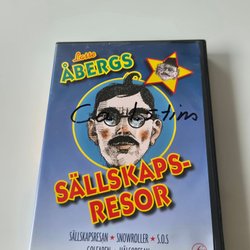 Lasse
ÅBERGS
SÄLLSKAPS-
RESOR
SÄLLSKAPSRESAN ★ SNOWROLLER ★ S.O.S